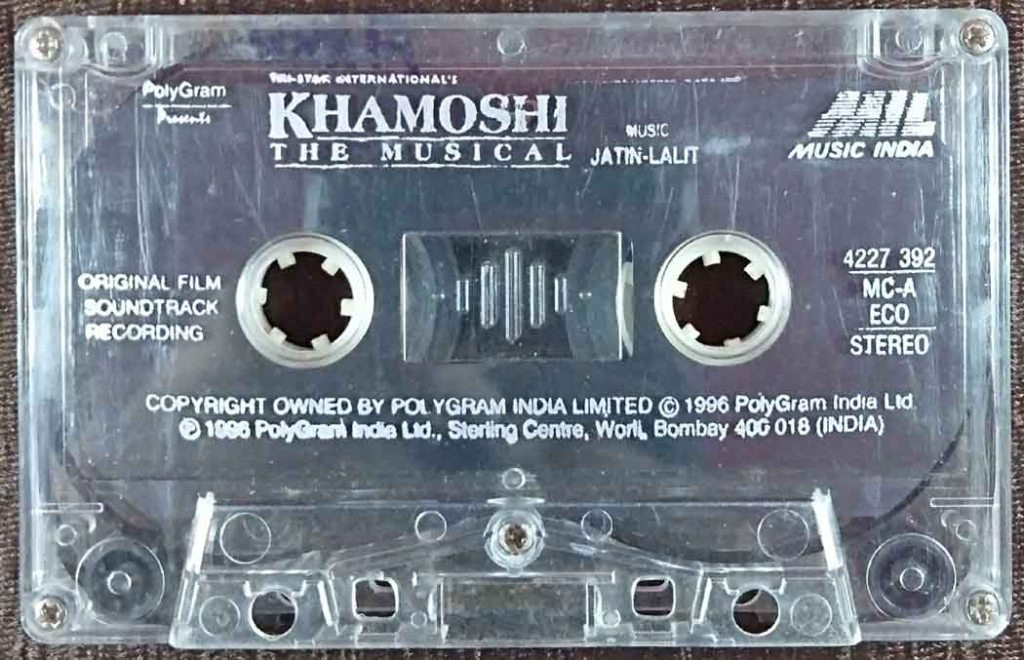 PolyGram
Presents
INTERNATIONAL'S
KHAMOSHI
THE MUSICAL
MUSIC
JATIN-LALIT
MIL
MUSIC INDIA
ORIGINAL FILM
SOUNDTRACK
RECORDING
4227 392
MC-A
ECO
STEREO
COPYRIGHT OWNED BY POLYGRAM INDIA LIMITED © 1996 PolyGram India Ltd.
℗ 1996 PolyGram India Ltd., Sterling Centre, Worli, Bombay 400 018 (INDIA)